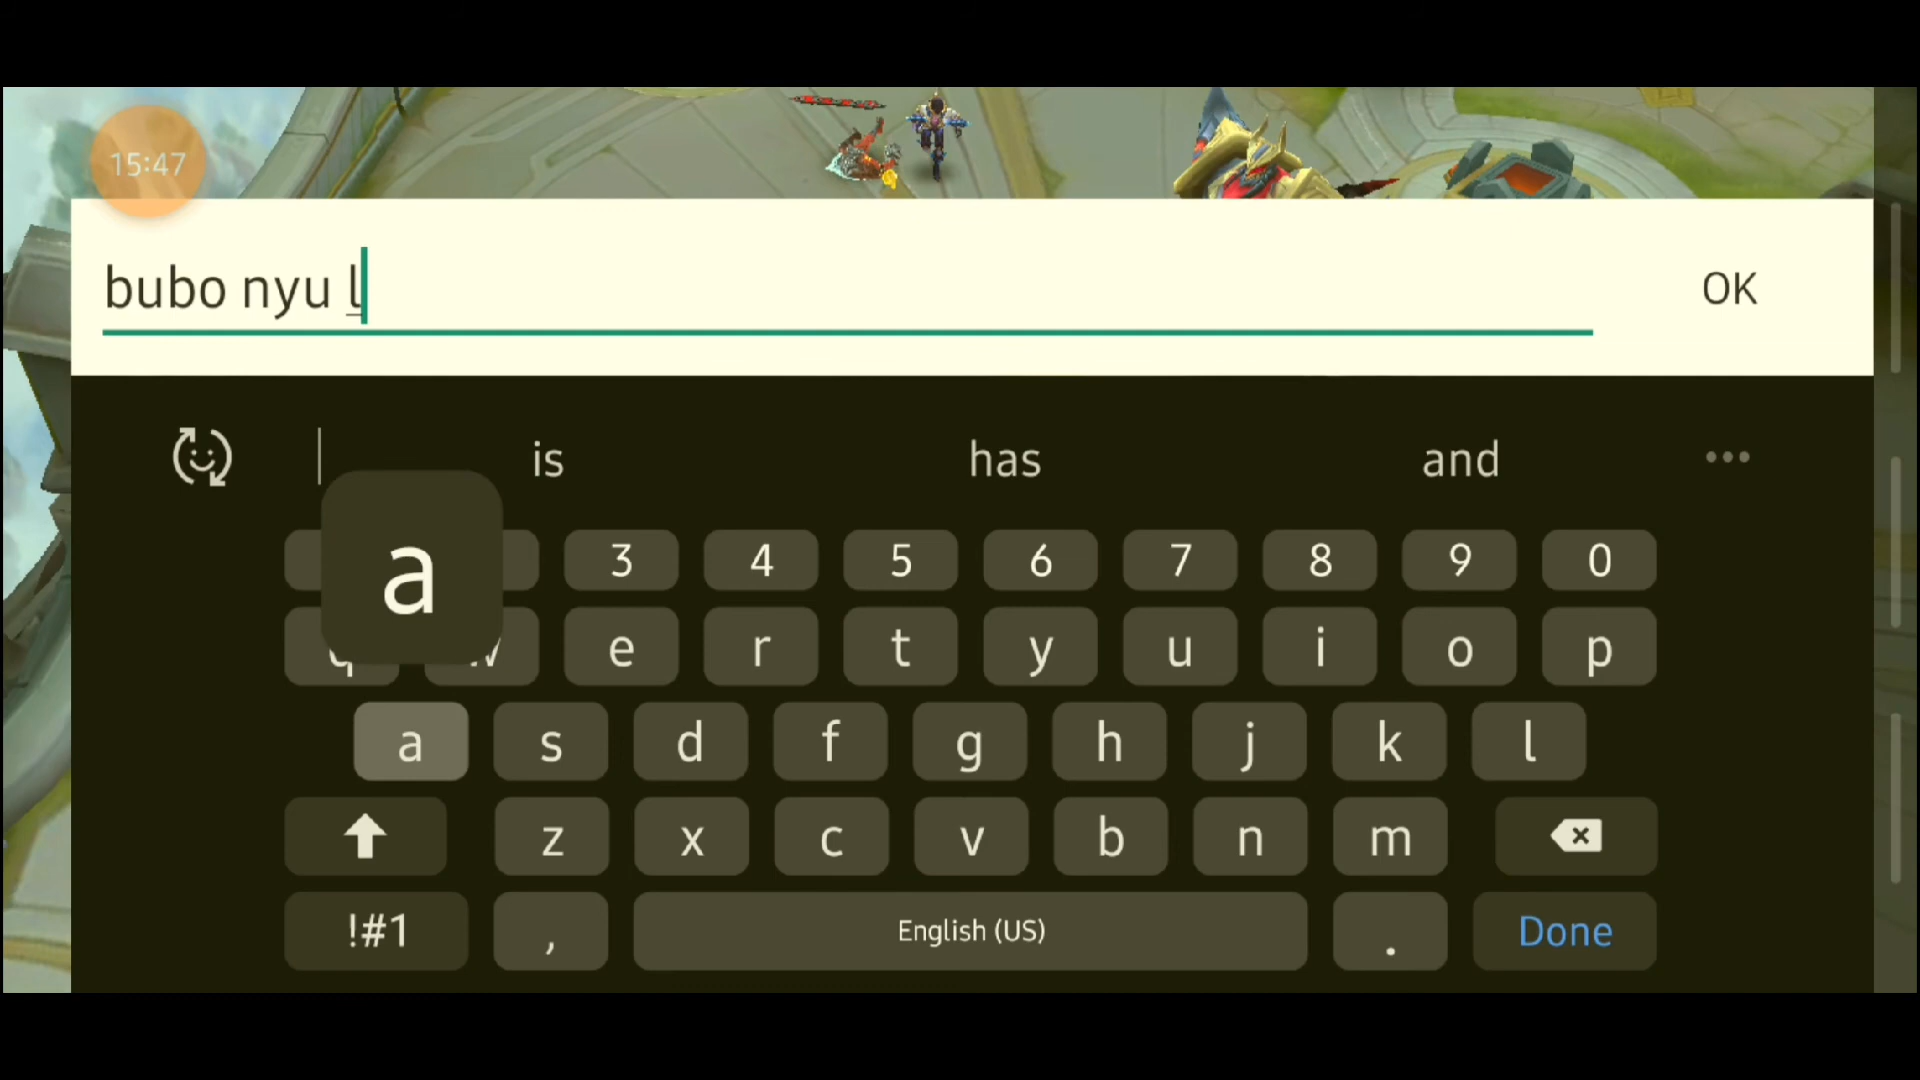 15:47
bubo nyu l
OK
is has and
a
3 4 5 6 7 8 9 0
q w e r t y u i o p
a s d f g h j k l
z x c v b n m
!#1 , English (US) . Done